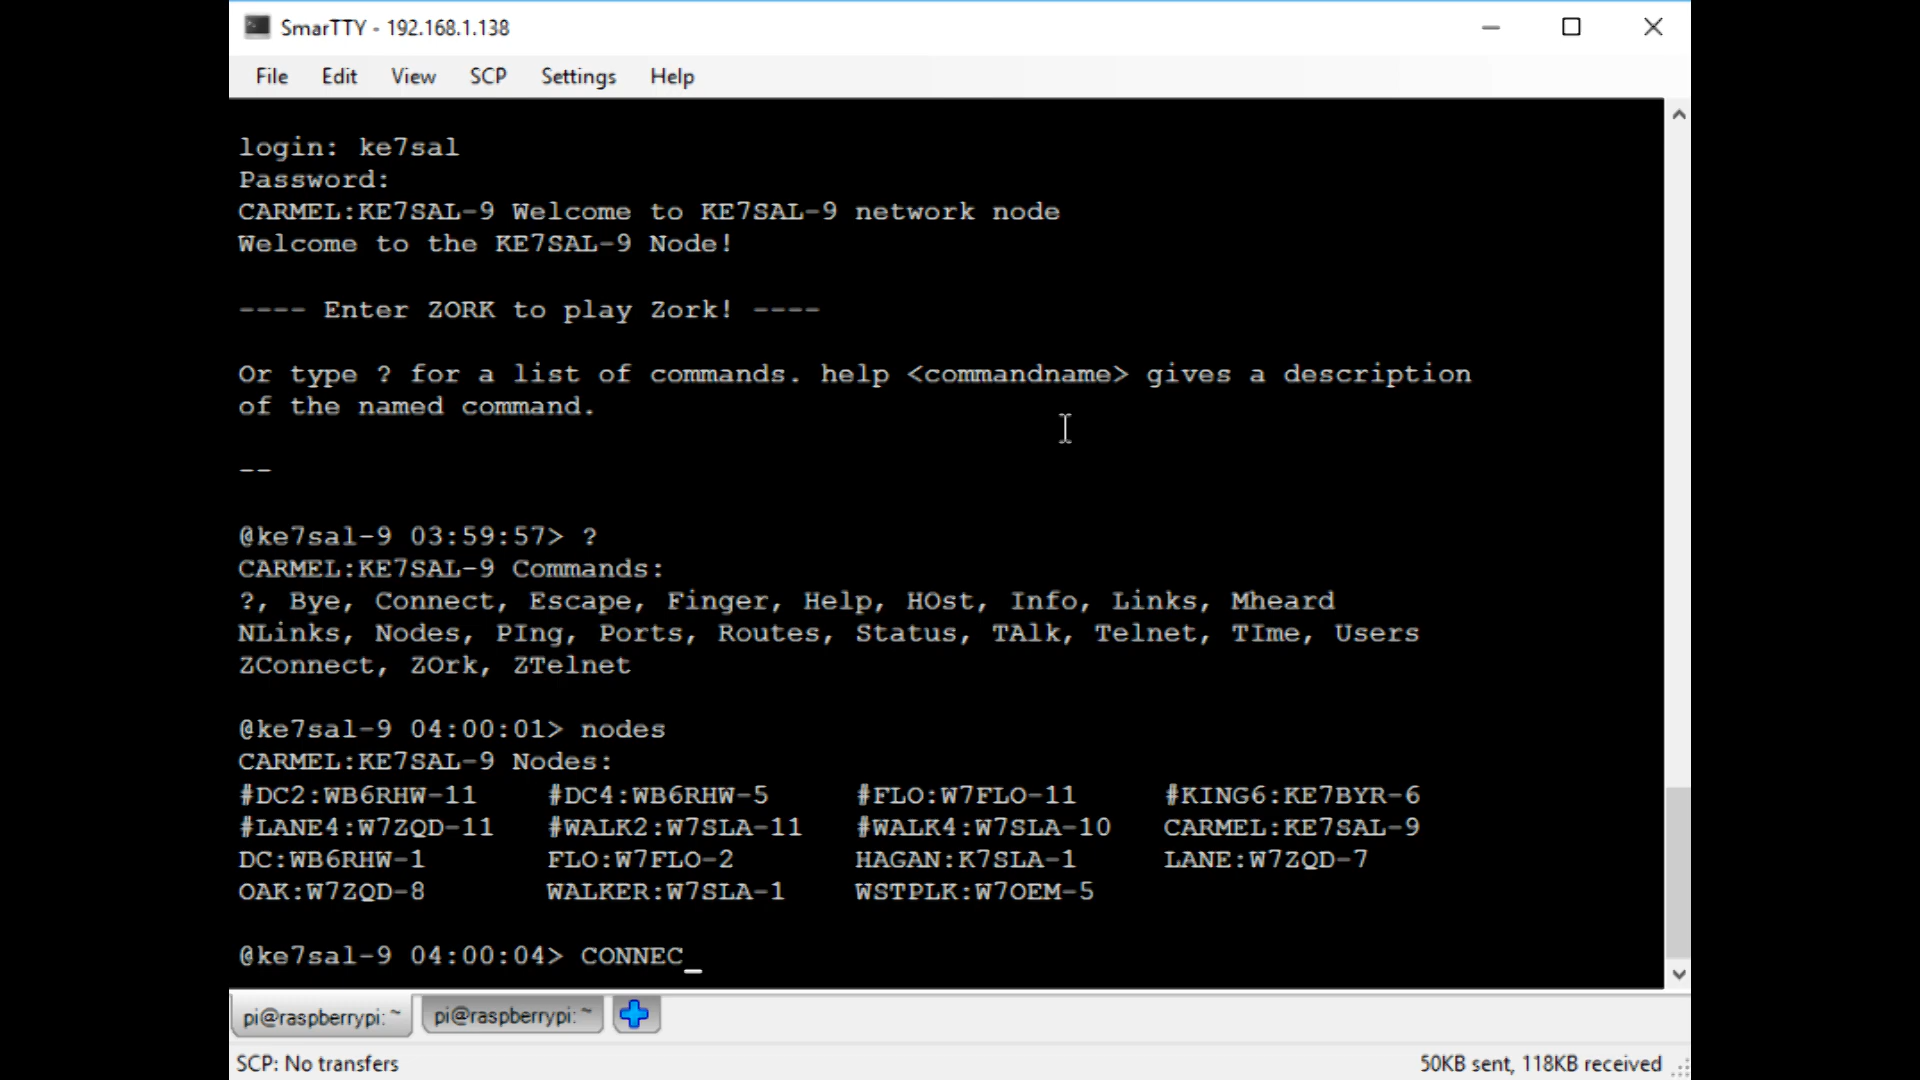 SmarTTY - 192.168.1.138
File Edit View SCP Settings Help
login: ke7sal
Password:
CARMEL:KE7SAL-9 Welcome to KE7SAL-9 network node
Welcome to the KE7SAL-9 Node!
---- Enter ZORK to play Zork! ----
Or type ? for a list of commands. help <commandname> gives a description
of the named command.
--
@ke7sal-9 03:59:57> ?
CARMEL:KE7SAL-9 Commands:
?, Bye, Connect, Escape, Finger, Help, HOst, Info, Links, Mheard
NLinks, Nodes, PIng, Ports, Routes, Status, TAlk, Telnet, TIme, Users
ZConnect, ZOrk, ZTelnet
@ke7sal-9 04:00:01> nodes
CARMEL:KE7SAL-9 Nodes:
#DC2:WB6RHW-11 #DC4:WB6RHW-5 #FLO:W7FLO-11 #KING6:KE7BYR-6
#LANE4:W7ZQD-11 #WALK2:W7SLA-11 #WALK4:W7SLA-10 CARMEL:KE7SAL-9
DC:WB6RHW-1 FLO:W7FLO-2 HAGAN:K7SLA-1 LANE:W7ZQD-7
OAK:W7ZQD-8 WALKER:W7SLA-1 WSTPLK:W7OEM-5
@ke7sal-9 04:00:04> CONNEC_
pi@raspberrypi: ~ pi@raspberrypi: ~
SCP: No transfers 50KB sent, 118KB received